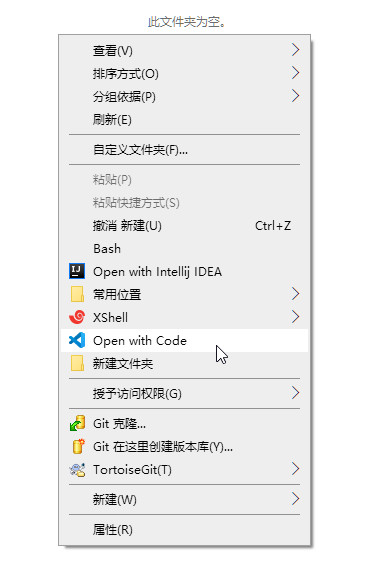 此文件夹为空。
查看(V)
排序方式(O)
分组依据(P)
刷新(E)
自定义文件夹(F)...
粘贴(P)
粘贴快捷方式(S)
撤消 新建(U) Ctrl+Z
Bash
Open with Intellij IDEA
常用位置
XShell
Open with Code
新建文件夹
授予访问权限(G)
Git 克隆...
Git 在这里创建版本库(Y)...
TortoiseGit(T)
新建(W)
属性(R)